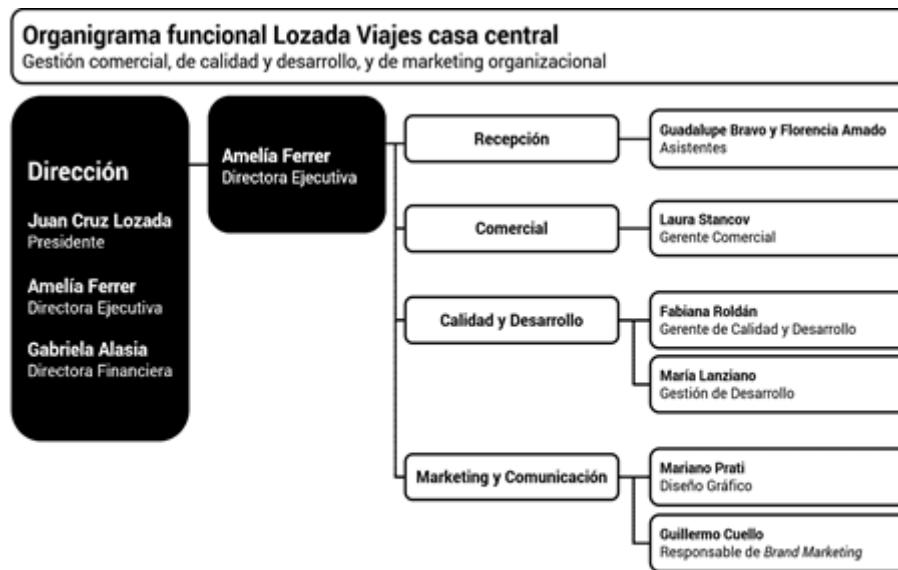 Organigrama funcional Lozada Viajes casa central
Gestión comercial, de calidad y desarrollo, y de marketing organizacional
Dirección
Juan Cruz Lozada
Presidente
Amelía Ferrer
Directora Ejecutiva
Gabriela Alasia
Directora Financiera
Amelía Ferrer
Directora Ejecutiva
Recepción
Guadalupe Bravo y Florencia Amado
Asistentes
Comercial
Laura Stancov
Gerente Comercial
Calidad y Desarrollo
Fabiana Roldán
Gerente de Calidad y Desarrollo
María Lanziano
Gestión de Desarrollo
Marketing y Comunicación
Mariano Prati
Diseño Gráfico
Guillermo Cuello
Responsable de Brand Marketing